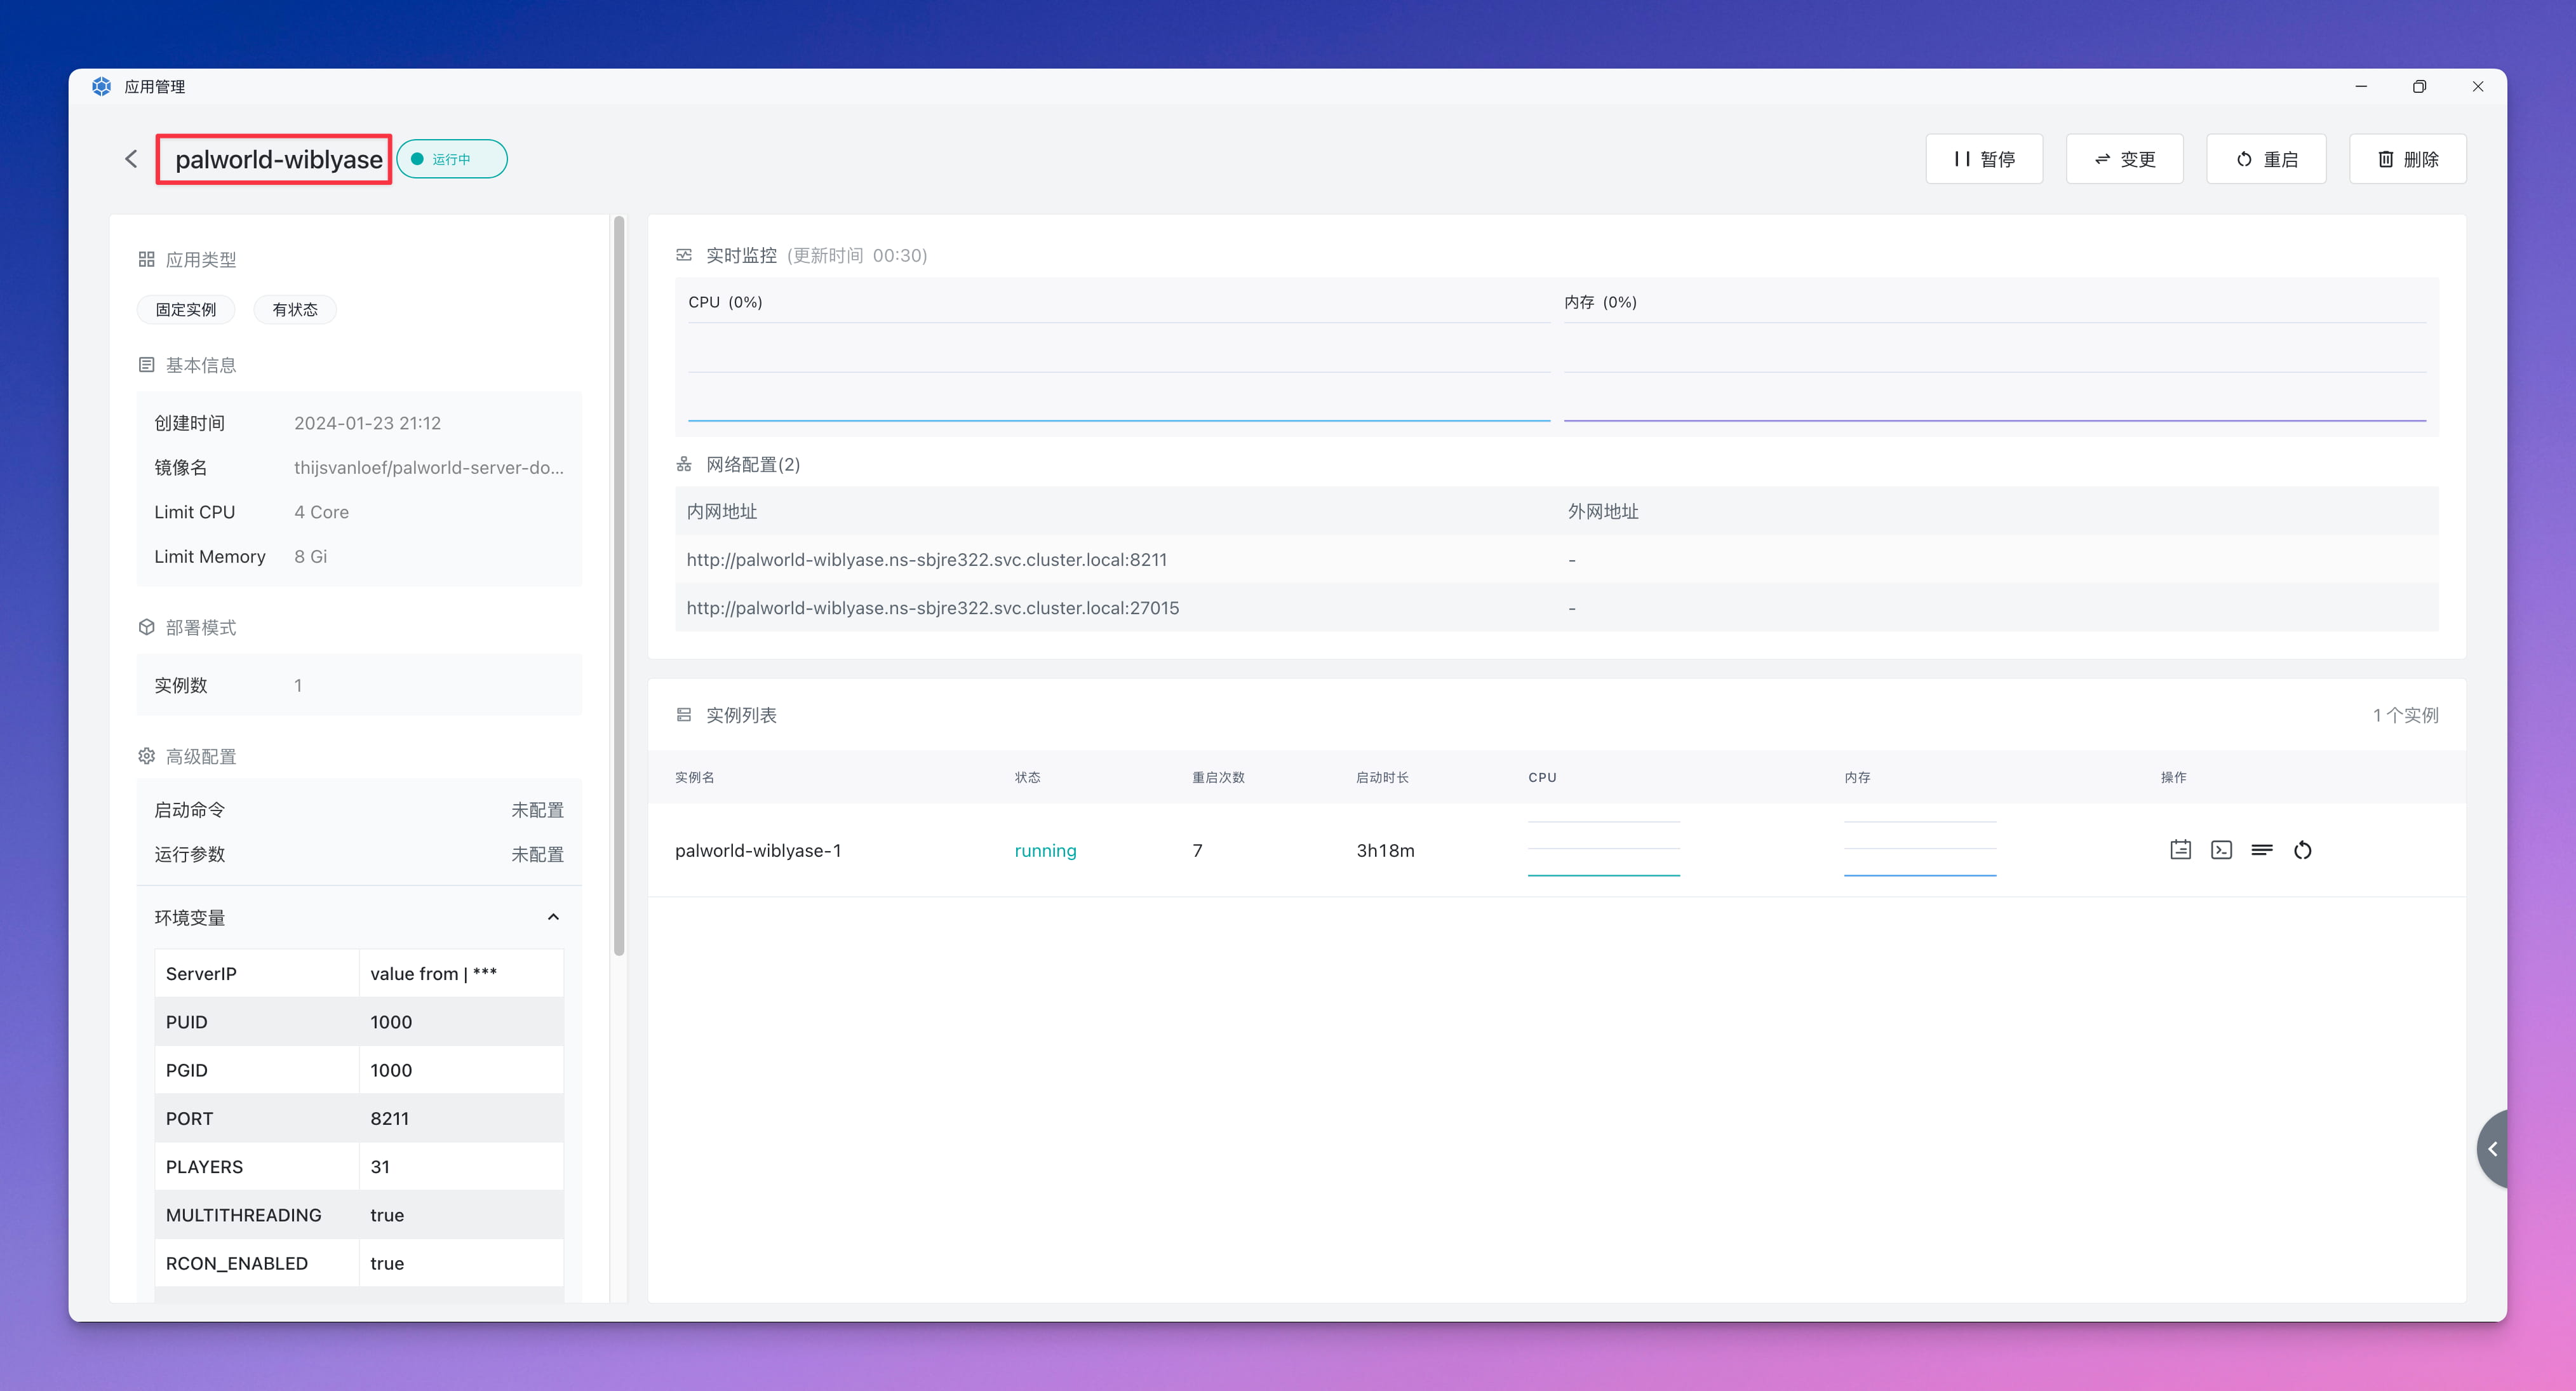 应用管理
palworld-wiblyase
运行中
暂停
变更
重启
删除
应用类型
固定实例
有状态
基本信息
创建时间 2024-01-23 21:12
镜像名 thijsvanloef/palworld-server-do...
Limit CPU 4 Core
Limit Memory 8 Gi
部署模式
实例数 1
高级配置
启动命令 未配置
运行参数 未配置
环境变量
ServerIP value from | ***
PUID 1000
PGID 1000
PORT 8211
PLAYERS 31
MULTITHREADING true
RCON_ENABLED true
实时监控 (更新时间 00:30)
CPU (0%)
内存 (0%)
网络配置(2)
内网地址 外网地址
http://palworld-wiblyase.ns-sbjre322.svc.cluster.local:8211 -
http://palworld-wiblyase.ns-sbjre322.svc.cluster.local:27015 -
实例列表 1 个实例
实例名 状态 重启次数 启动时长 CPU 内存 操作
palworld-wiblyase-1 running 7 3h18m